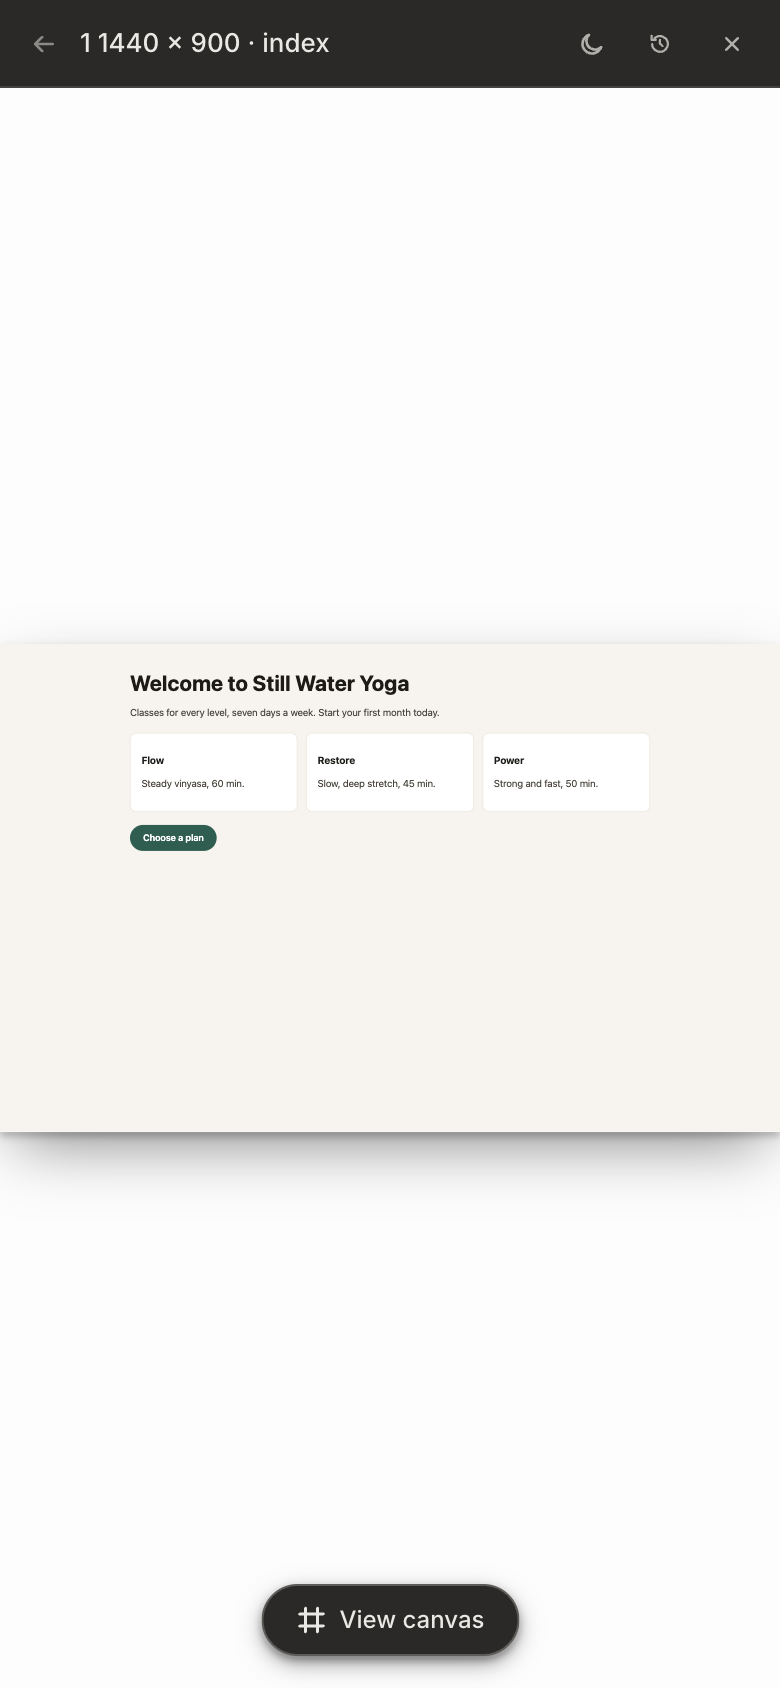 1 1440 × 900 · index
Welcome to Still Water Yoga
Classes for every level, seven days a week. Start your first month today.
Flow
Steady vinyasa, 60 min.
Restore
Slow, deep stretch, 45 min.
Power
Strong and fast, 50 min.
Choose a plan
View canvas